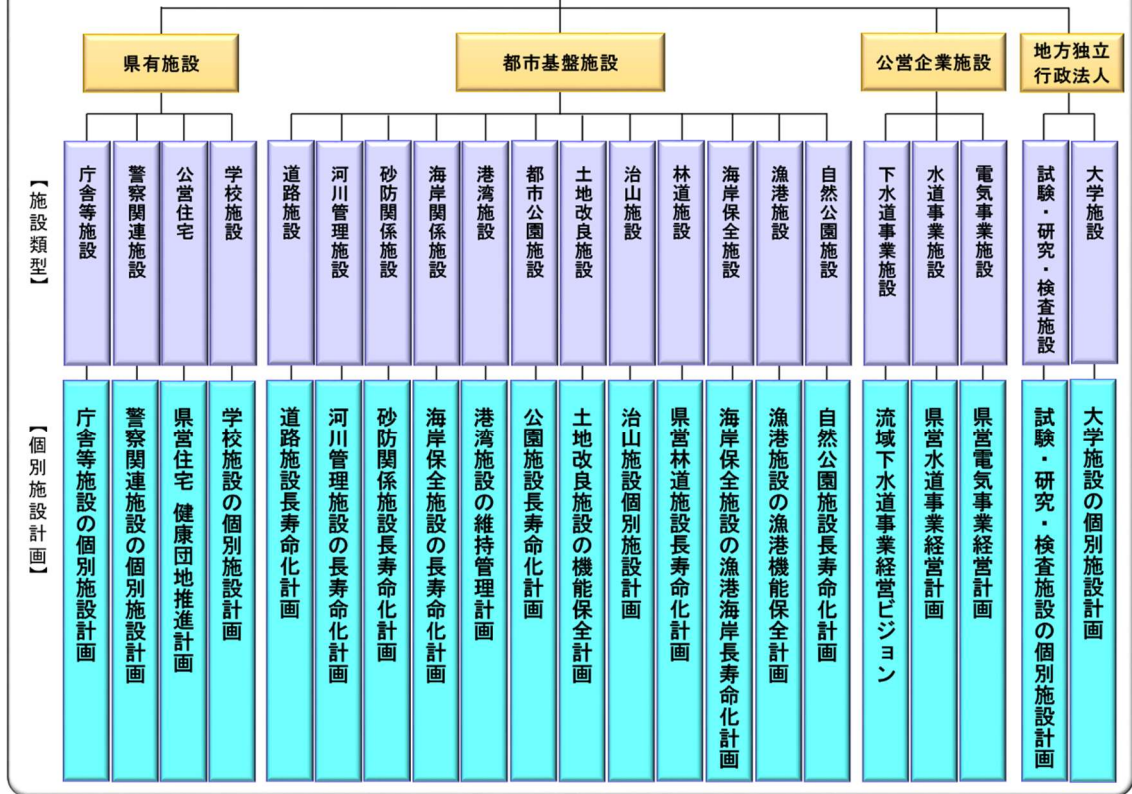 県有施設
都市基盤施設
公営企業施設
地方独立
行政法人
【施設類型】
庁舎等施設
警察関連施設
公営住宅
学校施設
道路施設
河川管理施設
砂防関係施設
海岸関係施設
港湾施設
都市公園施設
土地改良施設
治山施設
林道施設
海岸保全施設
漁港施設
自然公園施設
下水道事業施設
水道事業施設
電気事業施設
試験・研究・検査施設
大学施設
【個別施設計画】
庁舎等施設の個別施設計画
警察関連施設の個別施設計画
県営住宅 健康団地推進計画
学校施設の個別施設計画
道路施設長寿命化計画
河川管理施設の長寿命化計画
砂防関係施設長寿命化計画
海岸保全施設の長寿命化計画
港湾施設の維持管理計画
公園施設長寿命化計画
土地改良施設の機能保全計画
治山施設個別施設計画
県営林道施設長寿命化計画
海岸保全施設の漁港海岸長寿命化計画
漁港施設の漁港機能保全計画
自然公園施設長寿命化計画
流域下水道事業経営ビジョン
県営水道事業経営計画
県営電気事業経営計画
試験・研究・検査施設の個別施設計画
大学施設の個別施設計画